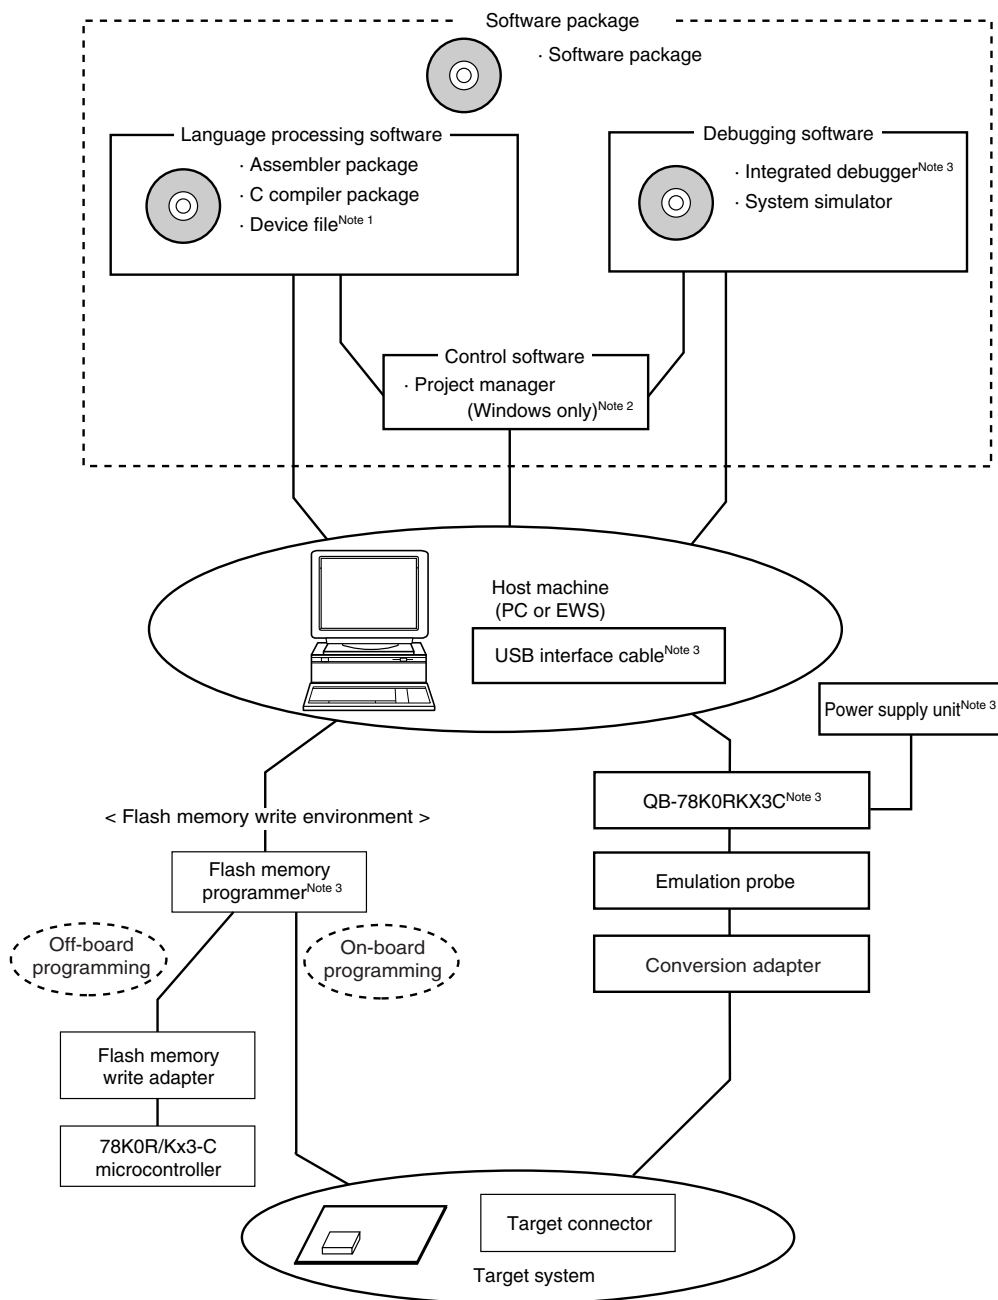 Software package
· Software package
Language processing software
· Assembler package
· C compiler package
· Device fileNote 1
Debugging software
· Integrated debuggerNote 3
· System simulator
Control software
· Project manager
(Windows only)Note 2
Host machine
(PC or EWS)
USB interface cableNote 3
Power supply unitNote 3
QB-78K0RKX3CNote 3
< Flash memory write environment >
Flash memory
programmerNote 3
Emulation probe
Off-board
programming
On-board
programming
Conversion adapter
Flash memory
write adapter
78K0R/Kx3-C
microcontroller
Target connector
Target system